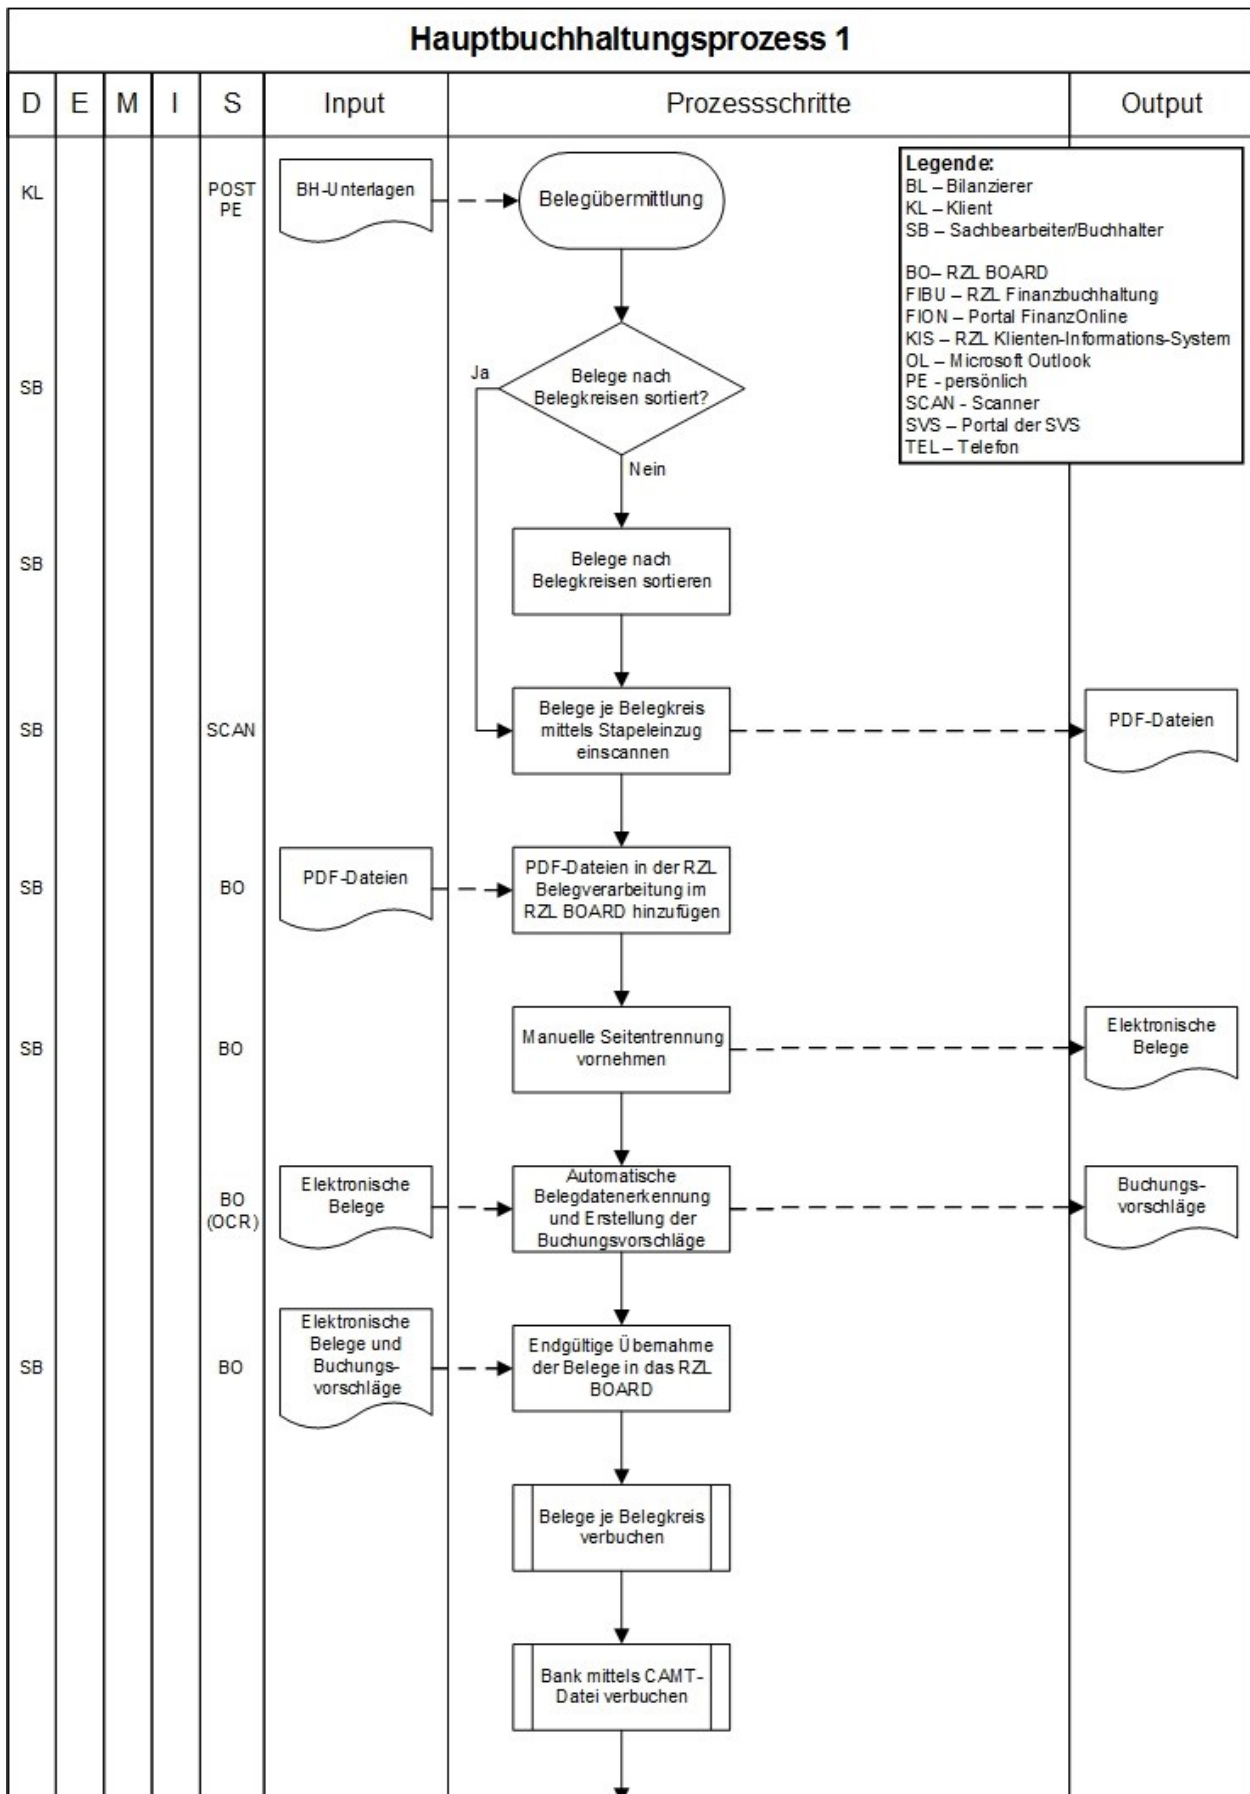 Hauptbuchhaltungsprozess 1
D E M I S Input Prozessschritte Output
Legende:
BL – Bilanzierer
KL – Klient
SB – Sachbearbeiter/Buchhalter
BO– RZL BOARD
FIBU – RZL Finanzbuchhaltung
FION – Portal FinanzOnline
KIS – RZL Klienten-Informations-System
OL – Microsoft Outlook
PE - persönlich
SCAN - Scanner
SVS – Portal der SVS
TEL – Telefon
KL
POST
PE
BH-Unterlagen
Belegübermittlung
SB
Ja
Belege nach
Belegkreisen sortiert?
Nein
SB
Belege nach
Belegkreisen sortieren
SB
SCAN
Belege je Belegkreis
mittels Stapeleinzug
einscannen
PDF-Dateien
SB
BO
PDF-Dateien
PDF-Dateien in der RZL
Belegverarbeitung im
RZL BOARD hinzufügen
SB
BO
Manuelle Seitentrennung
vornehmen
Elektronische
Belege
BO
(OCR)
Elektronische
Belege
Automatische
Belegdatenerkennung
und Erstellung der
Buchungsvorschläge
Buchungs-
vorschläge
SB
BO
Elektronische
Belege und
Buchungs-
vorschläge
Endgültige Übernahme
der Belege in das RZL
BOARD
Belege je Belegkreis
verbuchen
Bank mittels CAMT-
Datei verbuchen